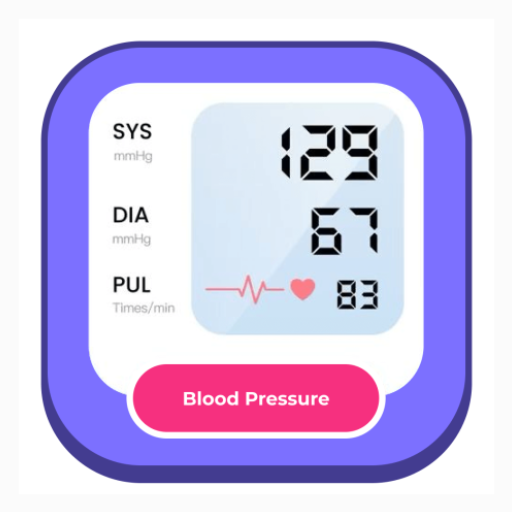 SYS
mmHg
129
DIA
mmHg
67
PUL
Times/min
83
Blood Pressure